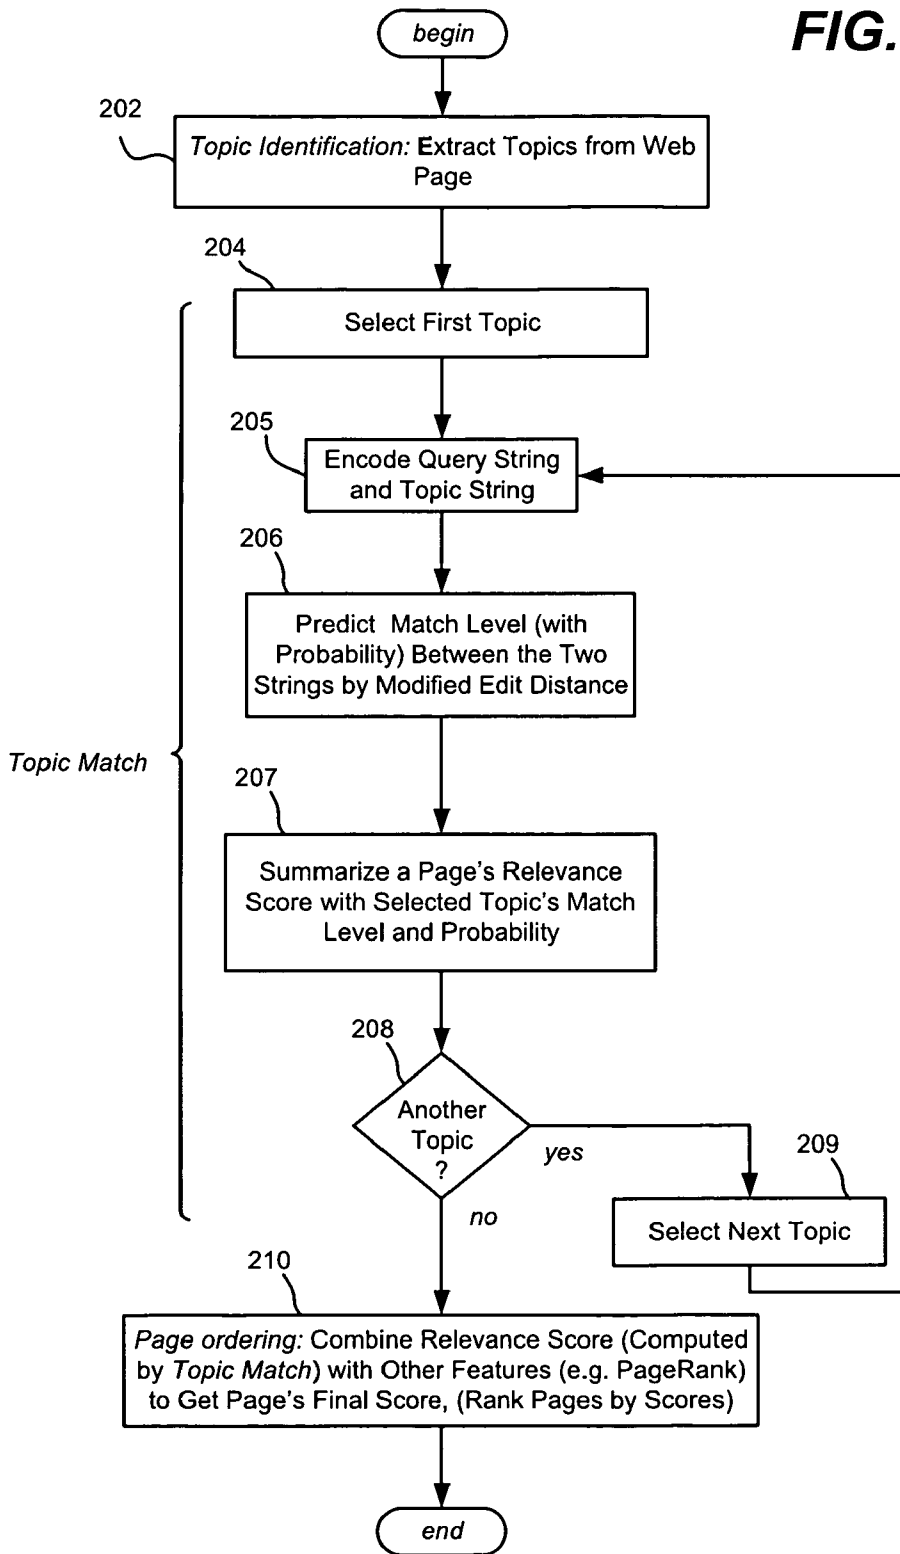 begin
FIG.
202
Topic Identification: Extract Topics from Web
Page
204
Select First Topic
205
Encode Query String
and Topic String
206
Predict Match Level (with
Probability) Between the Two
Strings by Modified Edit Distance
Topic Match
207
Summarize a Page's Relevance
Score with Selected Topic's Match
Level and Probability
208
Another
Topic
?
yes
no
209
Select Next Topic
210
Page ordering: Combine Relevance Score (Computed
by Topic Match) with Other Features (e.g. PageRank)
to Get Page's Final Score, (Rank Pages by Scores)
end